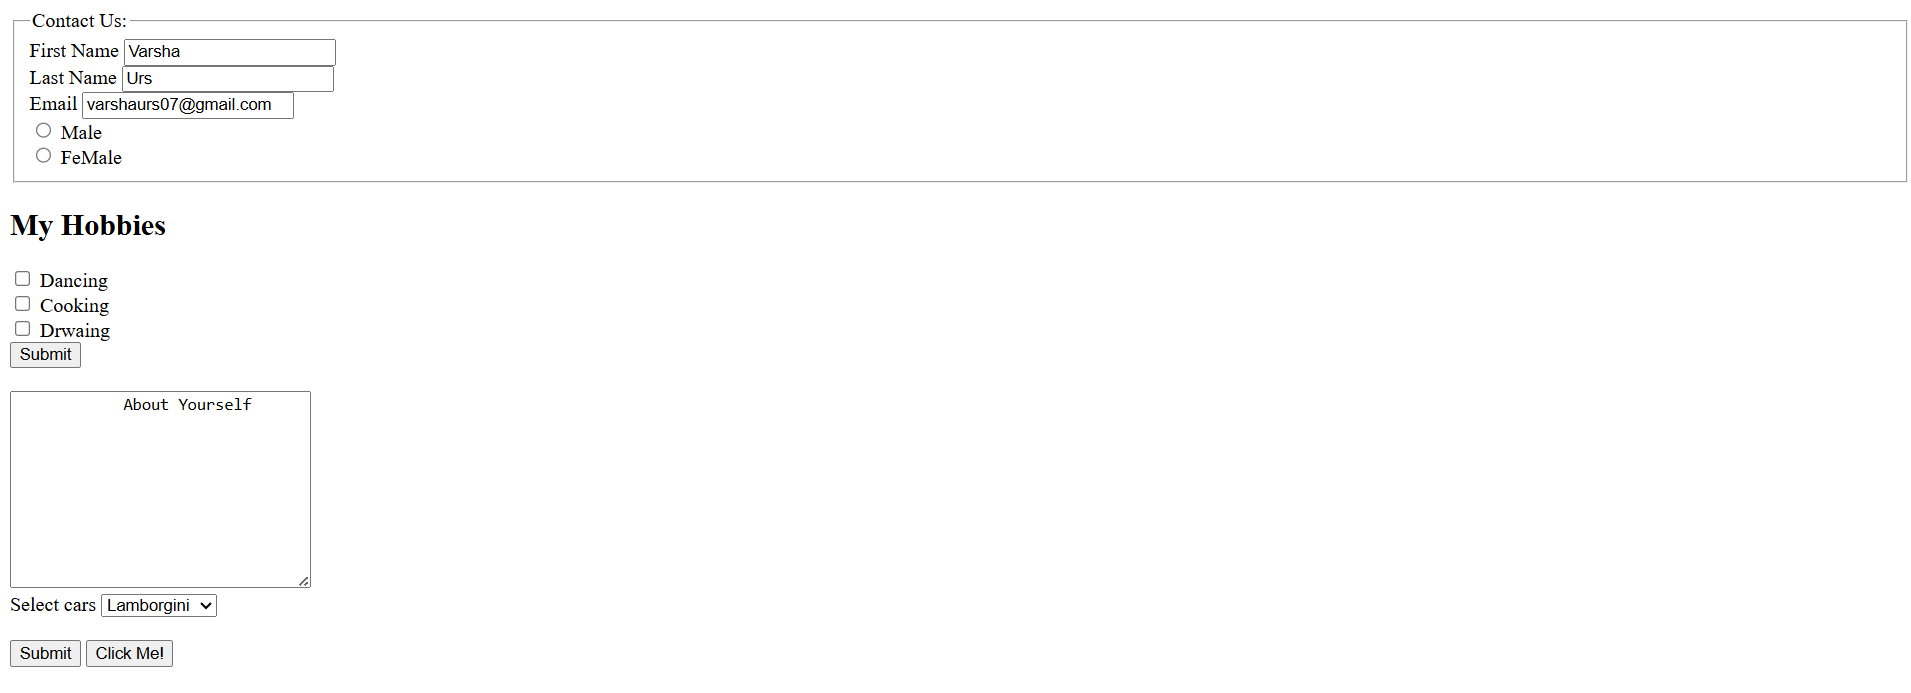 Contact Us:
First Name Varsha
Last Name Urs
Email varshaurs07@gmail.com
Male
FeMale
My Hobbies
Dancing
Cooking
Drwaing
Submit
About Yourself
Select cars Lamborgini
Submit Click Me!